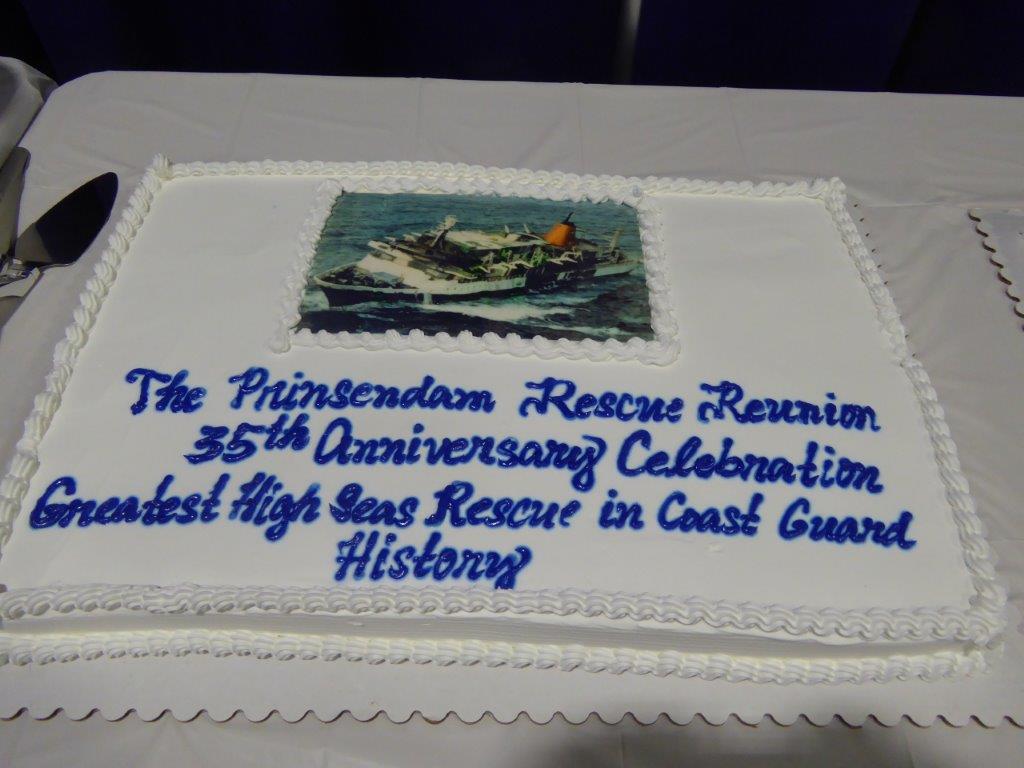 The Prinsendam Rescue Reunion
35th Anniversary Celebration
Greatest High Seas Rescue in Coast Guard
History